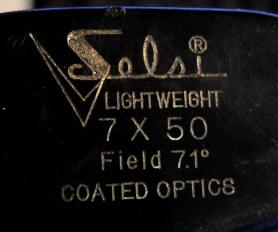 Selsi®
LIGHTWEIGHT
7 X 50
Field 7.1°
COATED OPTICS